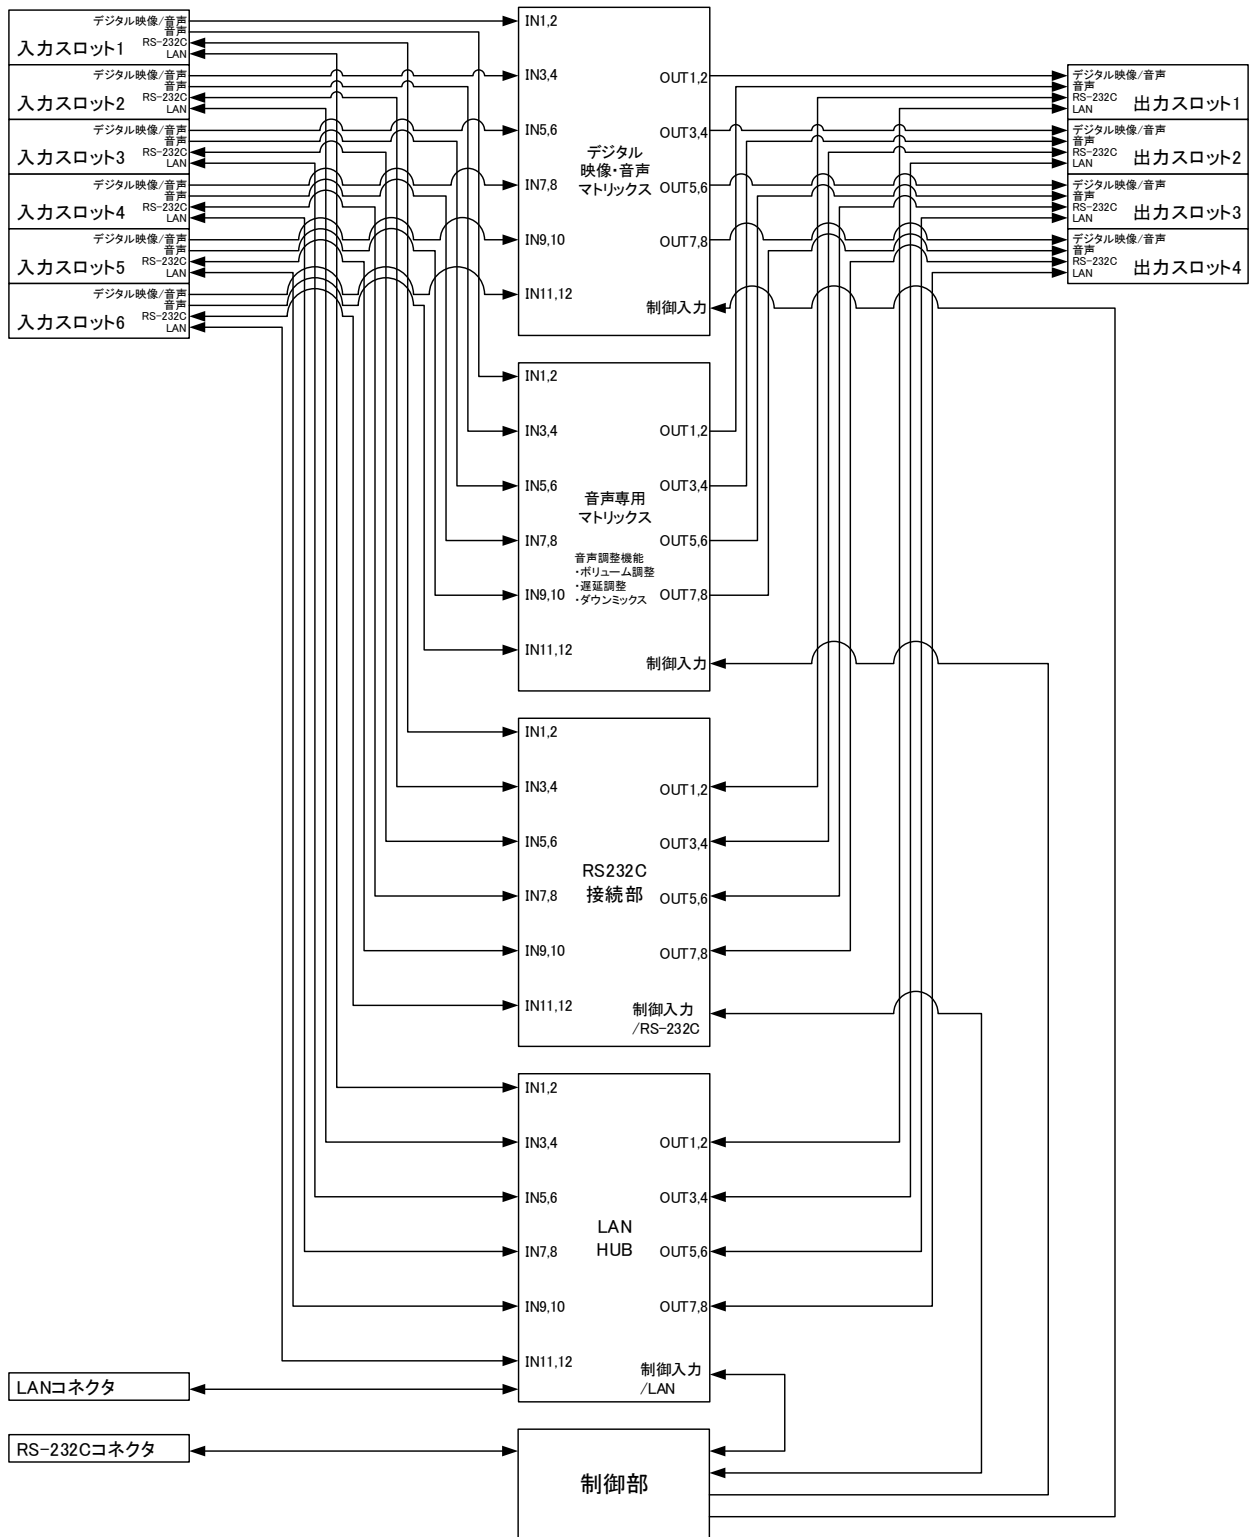 デジタル映像/音声
音声
入力スロット1
RS-232C
LAN
デジタル映像/音声
音声
入力スロット2
RS-232C
LAN
デジタル映像/音声
音声
入力スロット3
RS-232C
LAN
デジタル映像/音声
音声
入力スロット4
RS-232C
LAN
デジタル映像/音声
音声
入力スロット5
RS-232C
LAN
デジタル映像/音声
音声
入力スロット6
RS-232C
LAN
IN1,2
IN3,4
IN5,6
IN7,8
IN9,10
IN11,12
デジタル
映像・音声
マトリックス
OUT1,2
OUT3,4
OUT5,6
OUT7,8
制御入力
デジタル映像/音声
音声
RS-232C
LAN
出力スロット1
デジタル映像/音声
音声
RS-232C
LAN
出力スロット2
デジタル映像/音声
音声
RS-232C
LAN
出力スロット3
デジタル映像/音声
音声
RS-232C
LAN
出力スロット4
IN1,2
IN3,4
IN5,6
IN7,8
IN9,10
IN11,12
音声専用
マトリックス
音声調整機能
・ボリューム調整
・遅延調整
・ダウンミックス
OUT1,2
OUT3,4
OUT5,6
OUT7,8
制御入力
IN1,2
IN3,4
IN5,6
IN7,8
IN9,10
IN11,12
RS232C
接続部
OUT1,2
OUT3,4
OUT5,6
OUT7,8
制御入力
/RS-232C
IN1,2
IN3,4
IN5,6
IN7,8
IN9,10
IN11,12
LAN
HUB
OUT1,2
OUT3,4
OUT5,6
OUT7,8
制御入力
/LAN
LANコネクタ
RS-232Cコネクタ
制御部